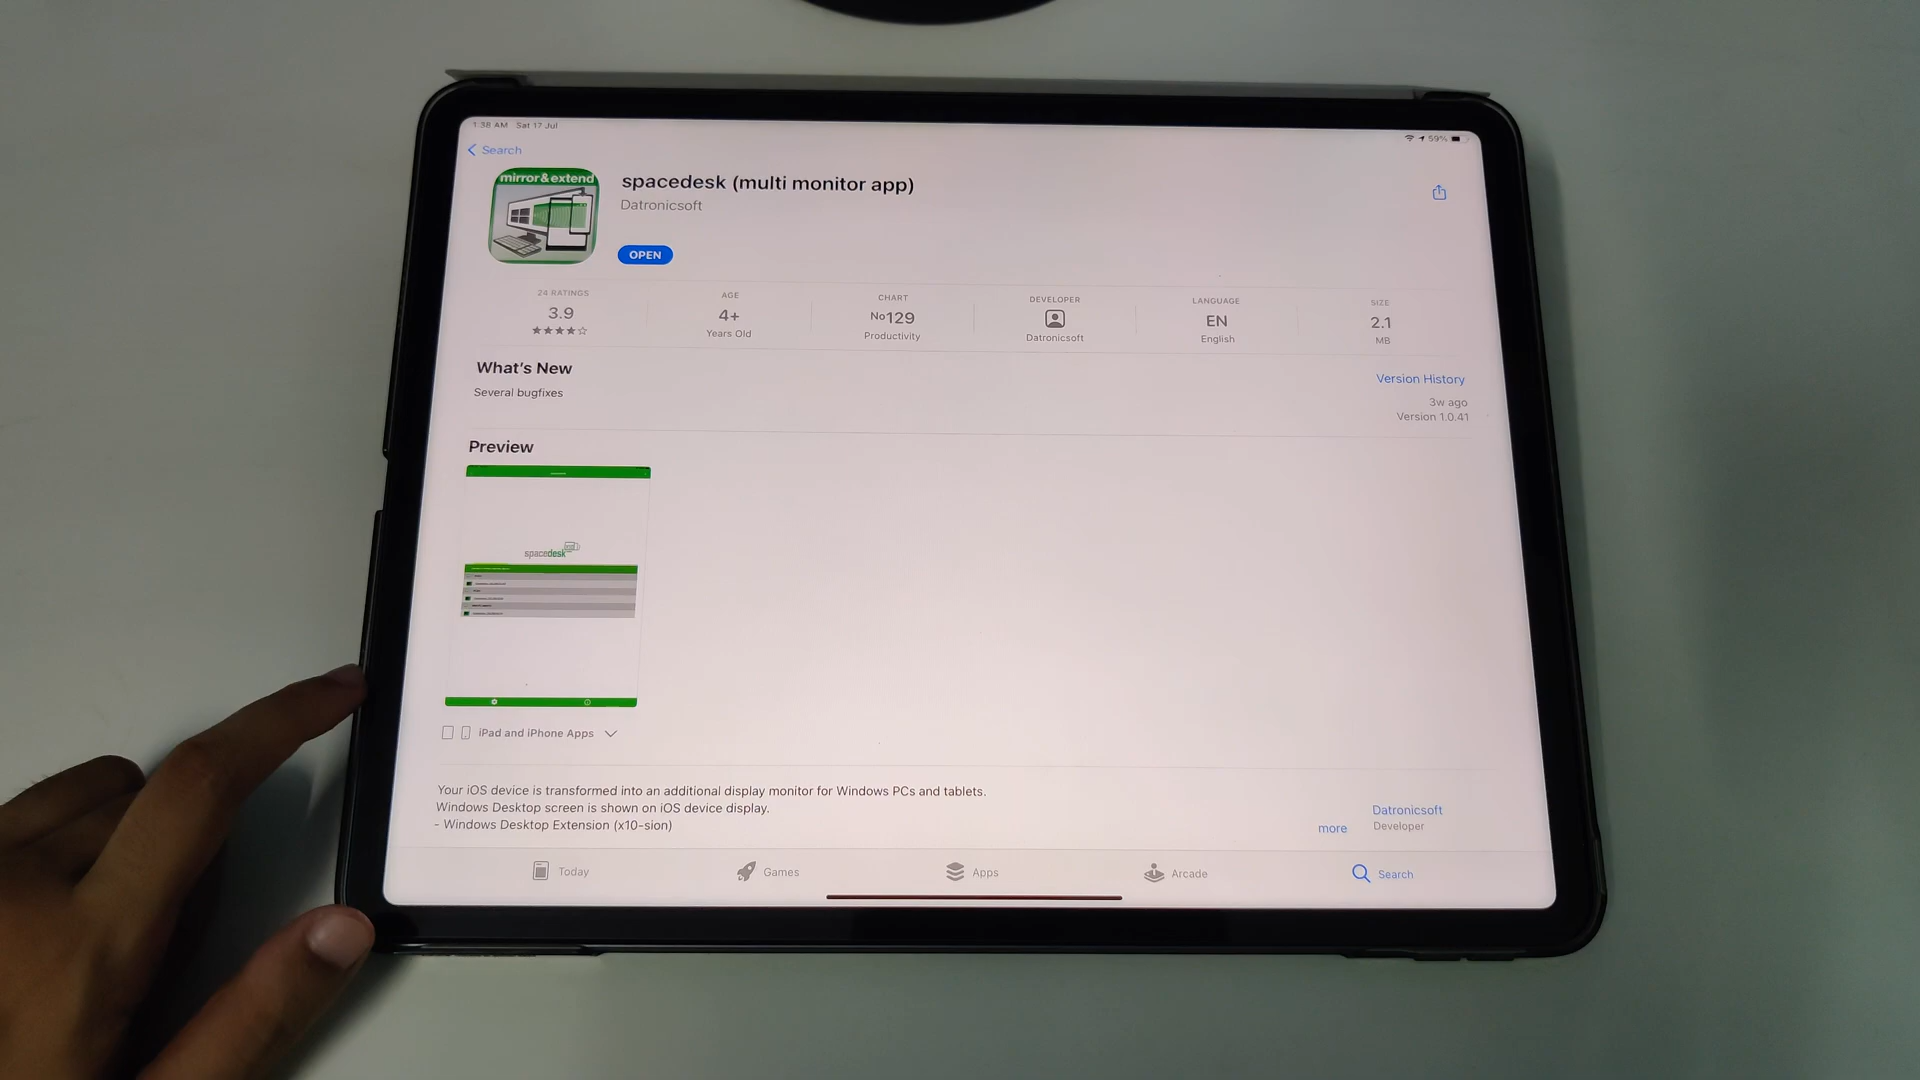 1:38 AM Sat 17 Jul
59%
Search
mirror & extend
spacedesk (multi monitor app)
Datronicsoft
OPEN
24 RATINGS
3.9
AGE
4+
Years Old
CHART
No129
Productivity
DEVELOPER
Datronicsoft
LANGUAGE
EN
English
SIZE
2.1
MB
What's New
Version History
Several bugfixes
3w ago
Version 1.0.41
Preview
spacedesk
iPad and iPhone Apps
Your iOS device is transformed into an additional display monitor for Windows PCs and tablets.
Windows Desktop screen is shown on iOS device display.
- Windows Desktop Extension (x10-sion)
more
Datronicsoft
Developer
Today
Games
Apps
Arcade
Search